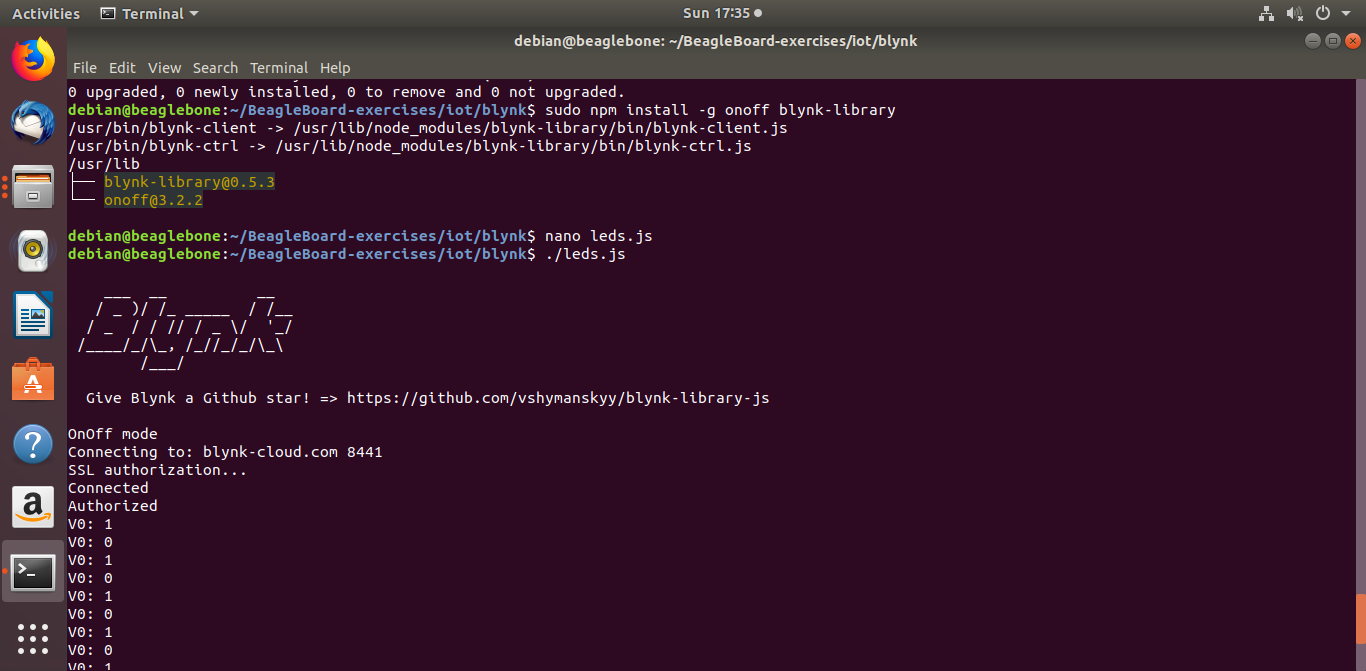 Activities Terminal Sun 17:35
debian@beaglebone: ~/BeagleBoard-exercises/iot/blynk
File Edit View Search Terminal Help
0 upgraded, 0 newly installed, 0 to remove and 0 not upgraded.
debian@beaglebone:~/BeagleBoard-exercises/iot/blynk$ sudo npm install -g onoff blynk-library
/usr/bin/blynk-client -> /usr/lib/node_modules/blynk-library/bin/blynk-client.js
/usr/bin/blynk-ctrl -> /usr/lib/node_modules/blynk-library/bin/blynk-ctrl.js
/usr/lib
├── blynk-library@0.5.3
└── onoff@3.2.2
debian@beaglebone:~/BeagleBoard-exercises/iot/blynk$ nano leds.js
debian@beaglebone:~/BeagleBoard-exercises/iot/blynk$ ./leds.js
    ___  __          __
   / _ )/ /_ _____  / /__
  / _  / / // / _ \/  '_/
 /____/_/\_, /_//_/_/\_\
        /___/
Give Blynk a Github star! => https://github.com/vshymanskyy/blynk-library-js
OnOff mode
Connecting to: blynk-cloud.com 8441
SSL authorization...
Connected
Authorized
V0: 1
V0: 0
V0: 1
V0: 0
V0: 1
V0: 0
V0: 1
V0: 0
V0: 1